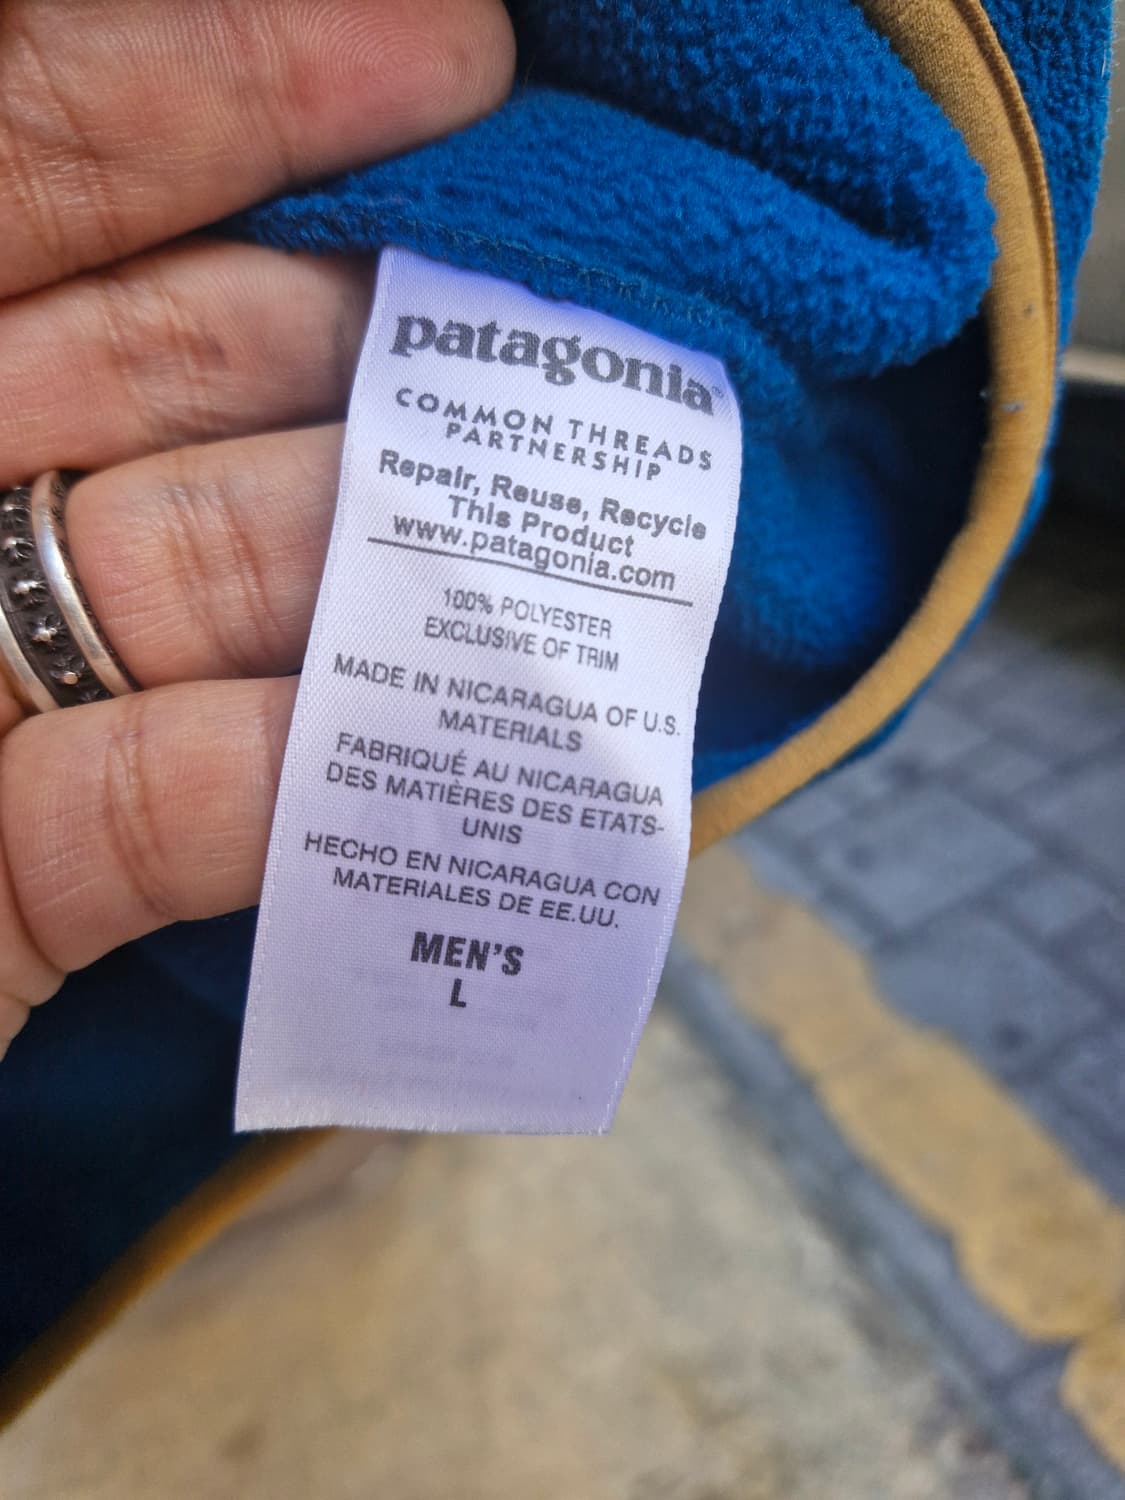 patagonia®
COMMON THREADS
PARTNERSHIP
Repair, Reuse, Recycle
This Product
www.patagonia.com
100% POLYESTER
EXCLUSIVE OF TRIM
MADE IN NICARAGUA OF U.S.
MATERIALS
FABRIQUÉ AU NICARAGUA
DES MATIÈRES DES ETATS-
UNIS
HECHO EN NICARAGUA CON
MATERIALES DE EE.UU.
MEN'S
L